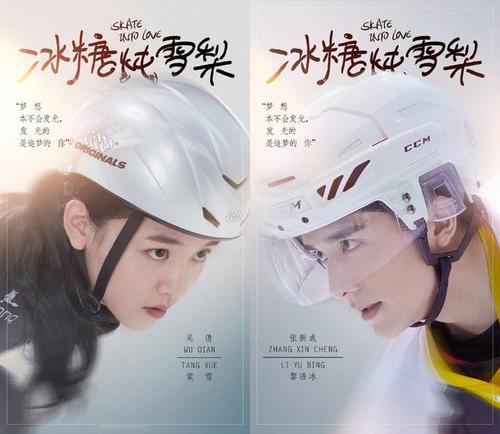 SKATE
INTO LOVE
冰糖炖雪梨
"梦 想
本不会发光,
发 光的
是追梦的 你"
ORIGINALS
吴 倩
WU QIAN
TANG XUE
棠 雪
SKATE
INTO LOVE
冰糖炖雪梨
"梦 想
本不会发光,
发 光的
是追梦的 你"
CCM
张新成
ZHANG XIN CHENG
LI YU BING
黎语冰